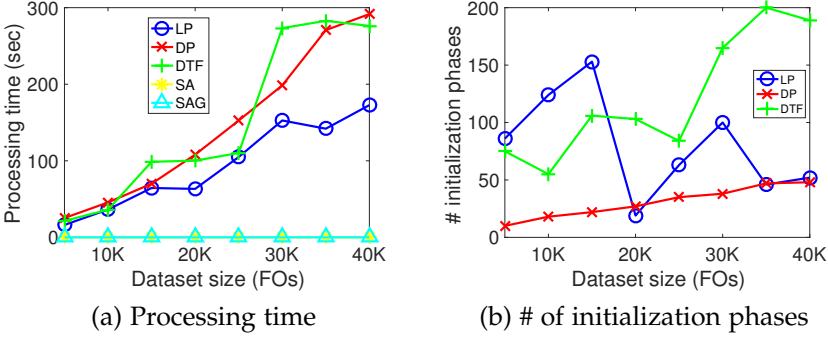 300
200
100
0
Processing time (sec)
LP
DP
DTF
SA
SAG
10K 20K 30K 40K
Dataset size (FOs)
(a) Processing time
200
150
100
50
0
# initialization phases
LP
DP
DTF
10K 20K 30K 40K
Dataset size (FOs)
(b) # of initialization phases